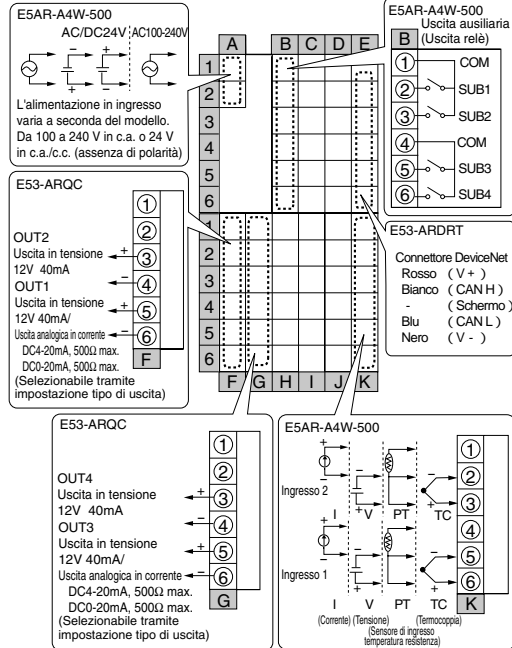 E5AR-A4W-500
AC/DC24V AC100-240V
L'alimentazione in ingresso
varia a seconda del modello.
Da 100 a 240 V in c.a. o 24 V
in c.a./c.c. (assenza di polarità)
A B C D E
1
2
3
4
5
6
1
2
3
4
5
6
F G H I J K
E5AR-A4W-500
Uscita ausiliaria
(Uscita relè)
B
1 COM
2 SUB1
3 SUB2
4 COM
5 SUB3
6 SUB4
E53-ARQC
1
2
OUT2
Uscita in tensione
12V 40mA
+ 3
OUT1
- 4
Uscita in tensione
12V 40mA/
+ 5
Uscita analogica in corrente
- 6
DC4-20mA, 500Ω max.
DC0-20mA, 500Ω max.
(Selezionabile tramite
impostazione tipo di uscita)
F
E53-ARDRT
Connettore DeviceNet
Rosso ( V + )
Bianco ( CAN H )
- ( Schermo )
Blu ( CAN L )
Nero ( V - )
E53-ARQC
1
2
OUT4
Uscita in tensione
12V 40mA
+ 3
OUT3
- 4
Uscita in tensione
12V 40mA/
+ 5
Uscita analogica in corrente
- 6
DC4-20mA, 500Ω max.
DC0-20mA, 500Ω max.
(Selezionabile tramite
impostazione tipo di uscita)
G
E5AR-A4W-500
1
2
3
4
5
6
K
Ingresso 2
I V PT TC
Ingresso 1
I V PT TC
(Corrente) (Tensione) (Termocoppia)
(Sensore di ingresso
temperatura resistenza)